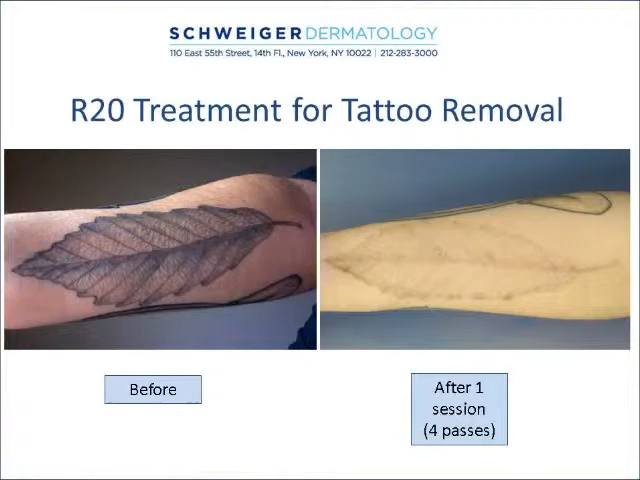 SCHWEIGERDERMATOLOGY
110 East 55th Street, 14th Fl., New York, NY 10022 | 212-283-3000
R20 Treatment for Tattoo Removal
Before
After 1
session
(4 passes)